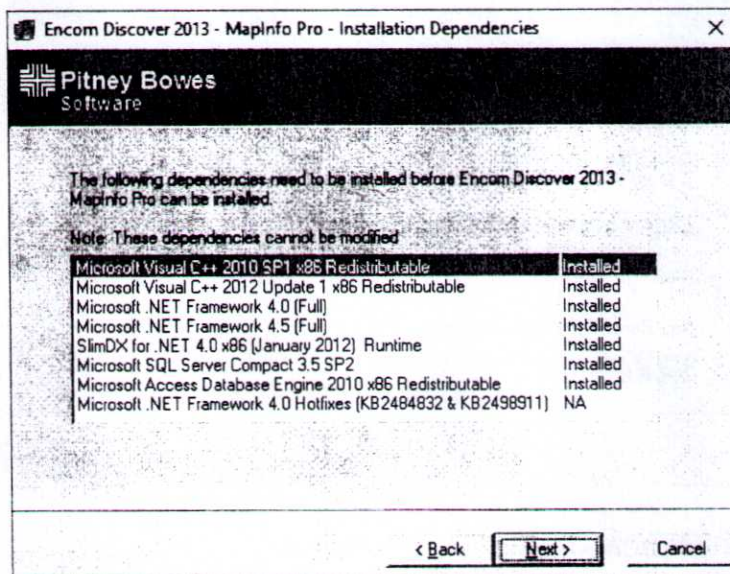 Encom Discover 2013 - MapInfo Pro - Installation Dependencies
Pitney Bowes
Software
The following dependencies need to be installed before Encom Discover 2013 -
MapInfo Pro can be installed.
Note: These dependencies cannot be modified
Microsoft Visual C++ 2010 SP1 x86 Redistributable Installed
Microsoft Visual C++ 2012 Update 1 x86 Redistributable Installed
Microsoft .NET Framework 4.0 (Full) Installed
Microsoft .NET Framework 4.5 (Full) Installed
SlimDX for .NET 4.0 x86 (January 2012) Runtime Installed
Microsoft SQL Server Compact 3.5 SP2 Installed
Microsoft Access Database Engine 2010 x86 Redistributable Installed
Microsoft .NET Framework 4.0 Hotfixes (KB2484832 & KB2498911) NA
< Back Next > Cancel